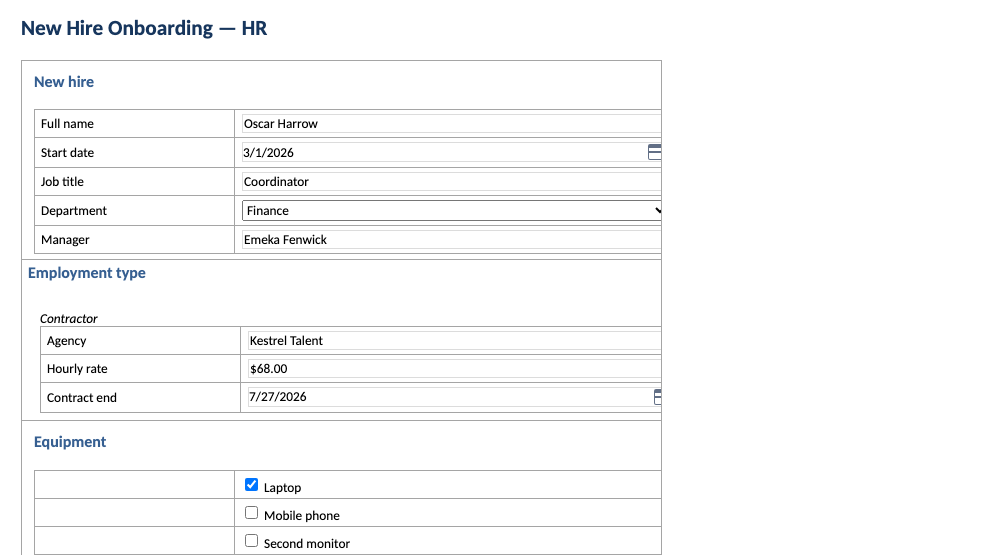 New Hire Onboarding — HR
New hire
Full name Oscar Harrow
Start date 3/1/2026
Job title Coordinator
Department Finance
Manager Emeka Fenwick
Employment type
Contractor
Agency Kestrel Talent
Hourly rate $68.00
Contract end 7/27/2026
Equipment
Laptop
Mobile phone
Second monitor